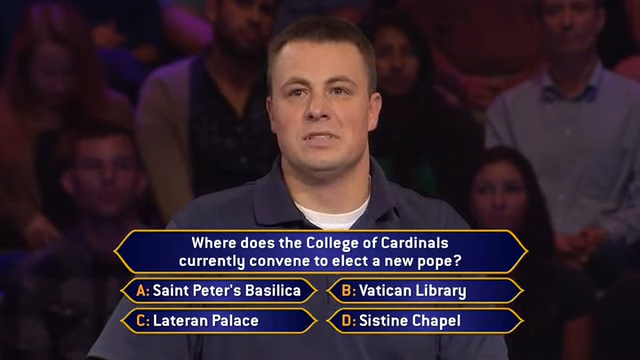 Where does the College of Cardinals
currently convene to elect a new pope?
A: Saint Peter's Basilica
B: Vatican Library
C: Lateran Palace
D: Sistine Chapel